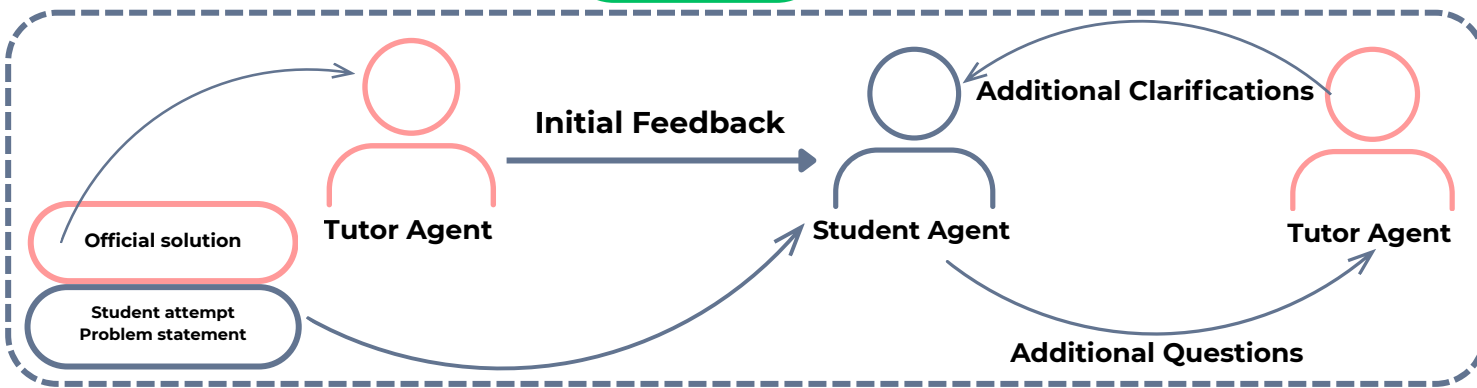 Initial Feedback
Additional Clarifications
Official solution
Tutor Agent
Student Agent
Tutor Agent
Student attempt
Problem statement
Additional Questions